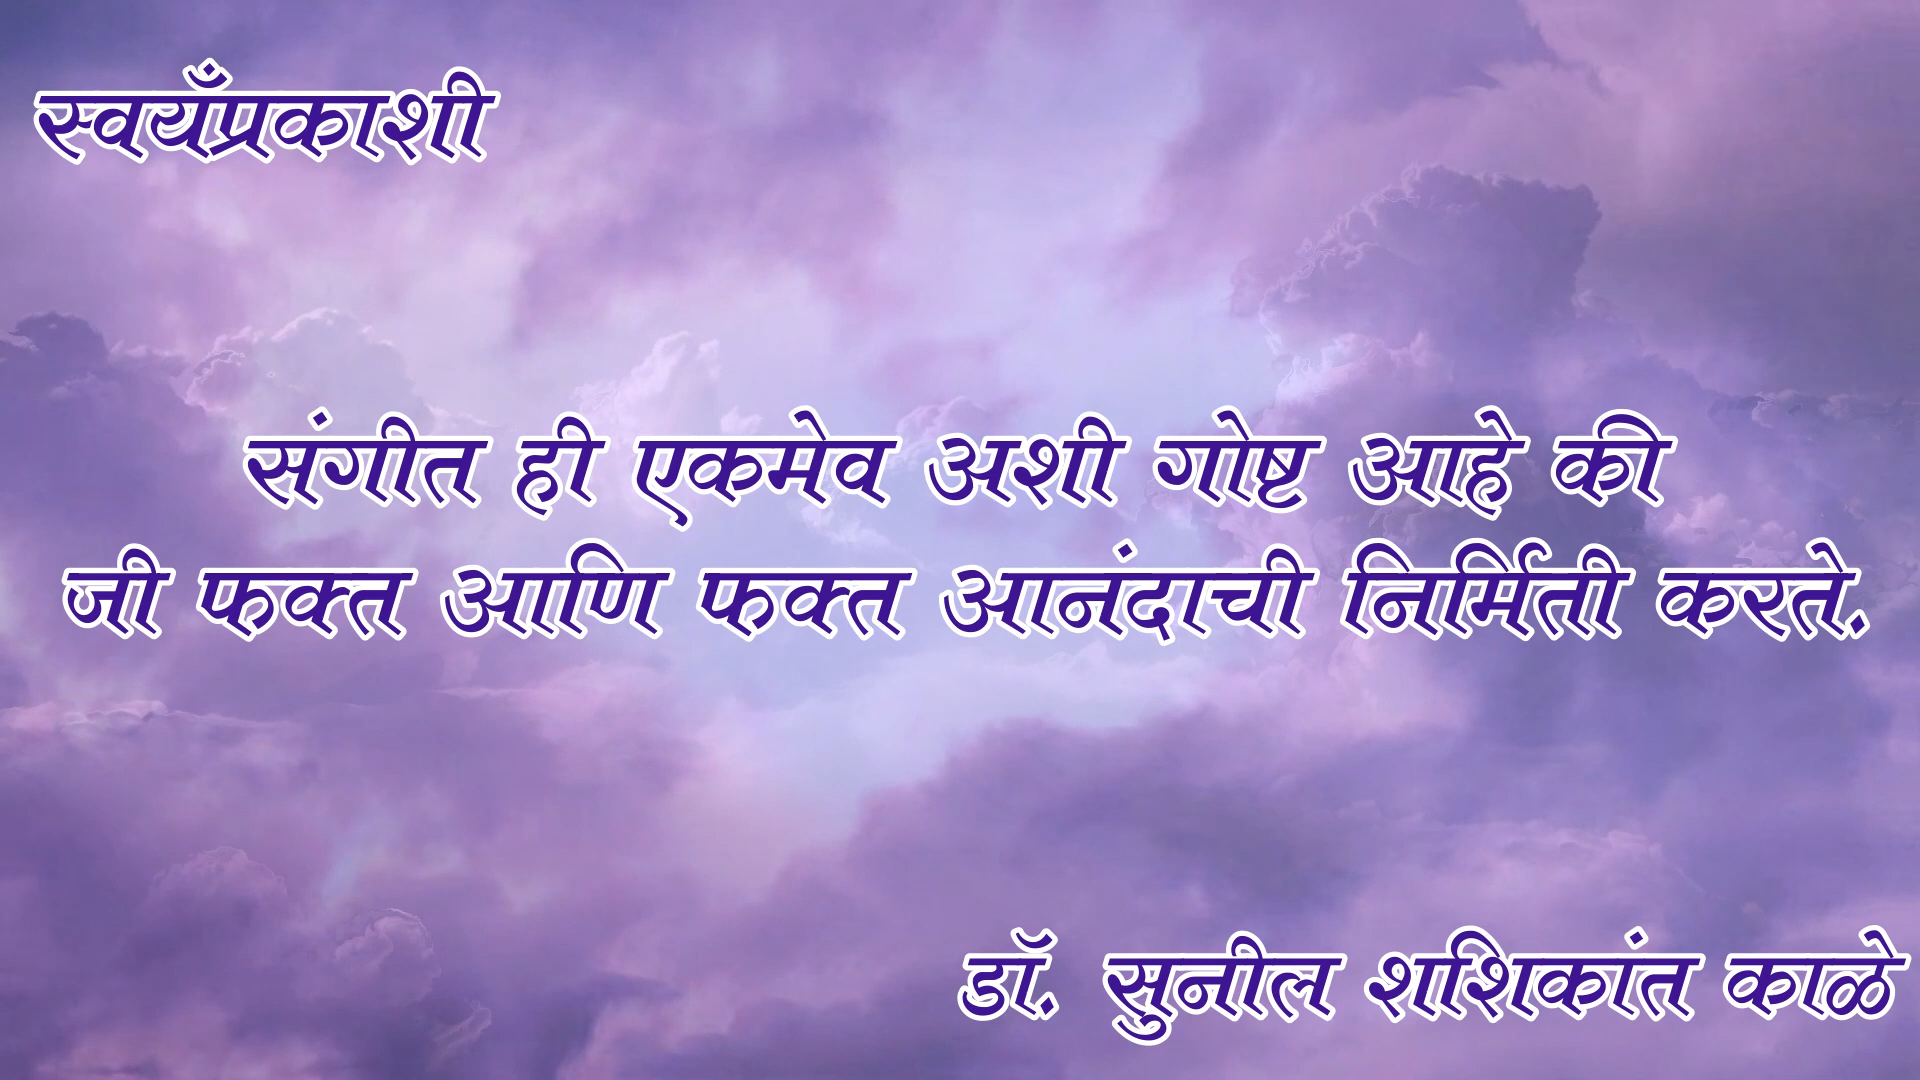 स्वयँप्रकाशी
संगीत ही एकमेव अशी गोष्ट आहे की
जी फक्त आणि फक्त आनंदाची निर्मिती करते.
डॉ. सुनील शशिकांत काळे